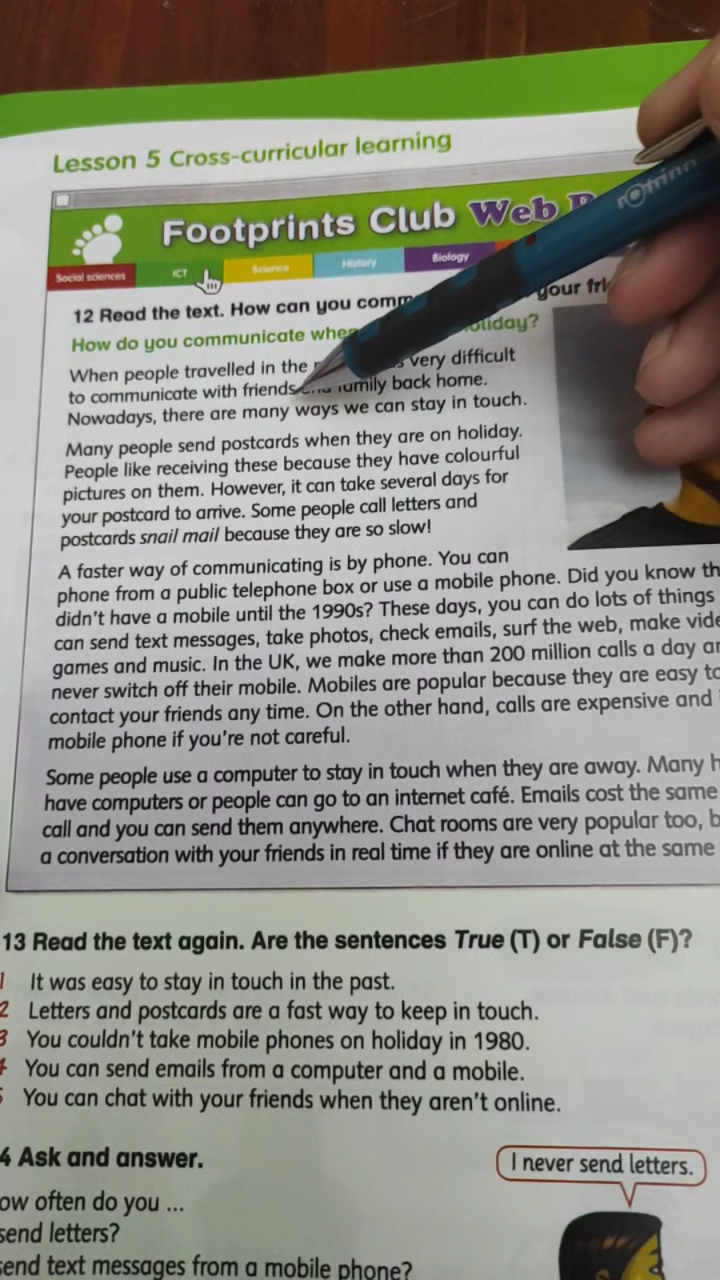 Lesson 5 Cross-curricular learning
Footprints Club Web
rotring
Social sciences ICT Science History Biology
12 Read the text. How can you your
How do you communicate holiday?
When people travelled in the very difficult
to communicate with friends family back home.
Nowadays, there are many ways we can stay in touch.
Many people send postcards when they are on holiday.
People like receiving these because they have colourful
pictures on them. However, it can take several days for
your postcard to arrive. Some people call letters and
postcards snail mail because they are so slow!
A faster way of communicating is by phone. You can
phone from a public telephone box or use a mobile phone. Did you know th
didn't have a mobile until the 1990s? These days, you can do lots of things
can send text messages, take photos, check emails, surf the web, make vide
games and music. In the UK, we make more than 200 million calls a day an
never switch off their mobile. Mobiles are popular because they are easy to
contact your friends any time. On the other hand, calls are expensive and
mobile phone if you're not careful.
Some people use a computer to stay in touch when they are away. Many h
have computers or people can go to an internet café. Emails cost the same
call and you can send them anywhere. Chat rooms are very popular too, b
a conversation with your friends in real time if they are online at the same
13 Read the text again. Are the sentences True (T) or False (F)?
1 It was easy to stay in touch in the past.
2 Letters and postcards are a fast way to keep in touch.
3 You couldn't take mobile phones on holiday in 1980.
4 You can send emails from a computer and a mobile.
5 You can chat with your friends when they aren't online.
4 Ask and answer.
I never send letters.
ow often do you ...
send letters?
send text messages from a mobile phone?